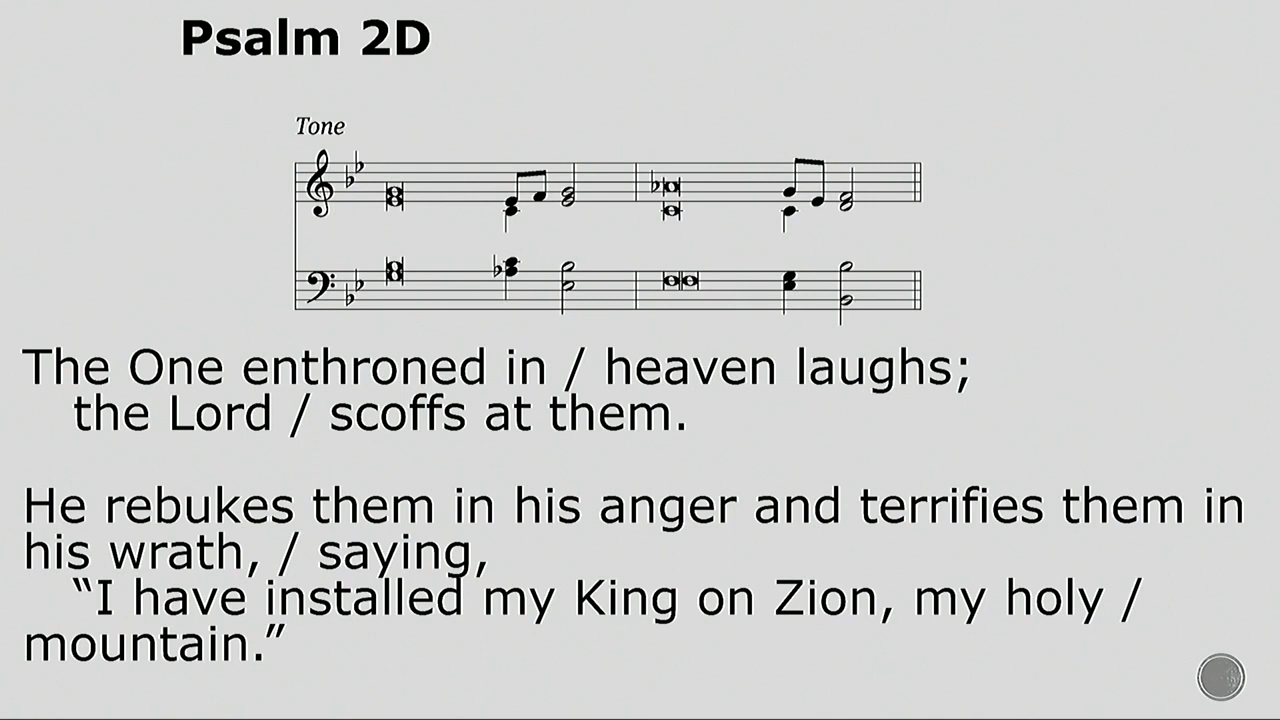 Psalm 2D
Tone
The One enthroned in / heaven laughs;
the Lord / scoffs at them.
He rebukes them in his anger and terrifies them in
his wrath, / saying,
“I have installed my King on Zion, my holy /
mountain.”